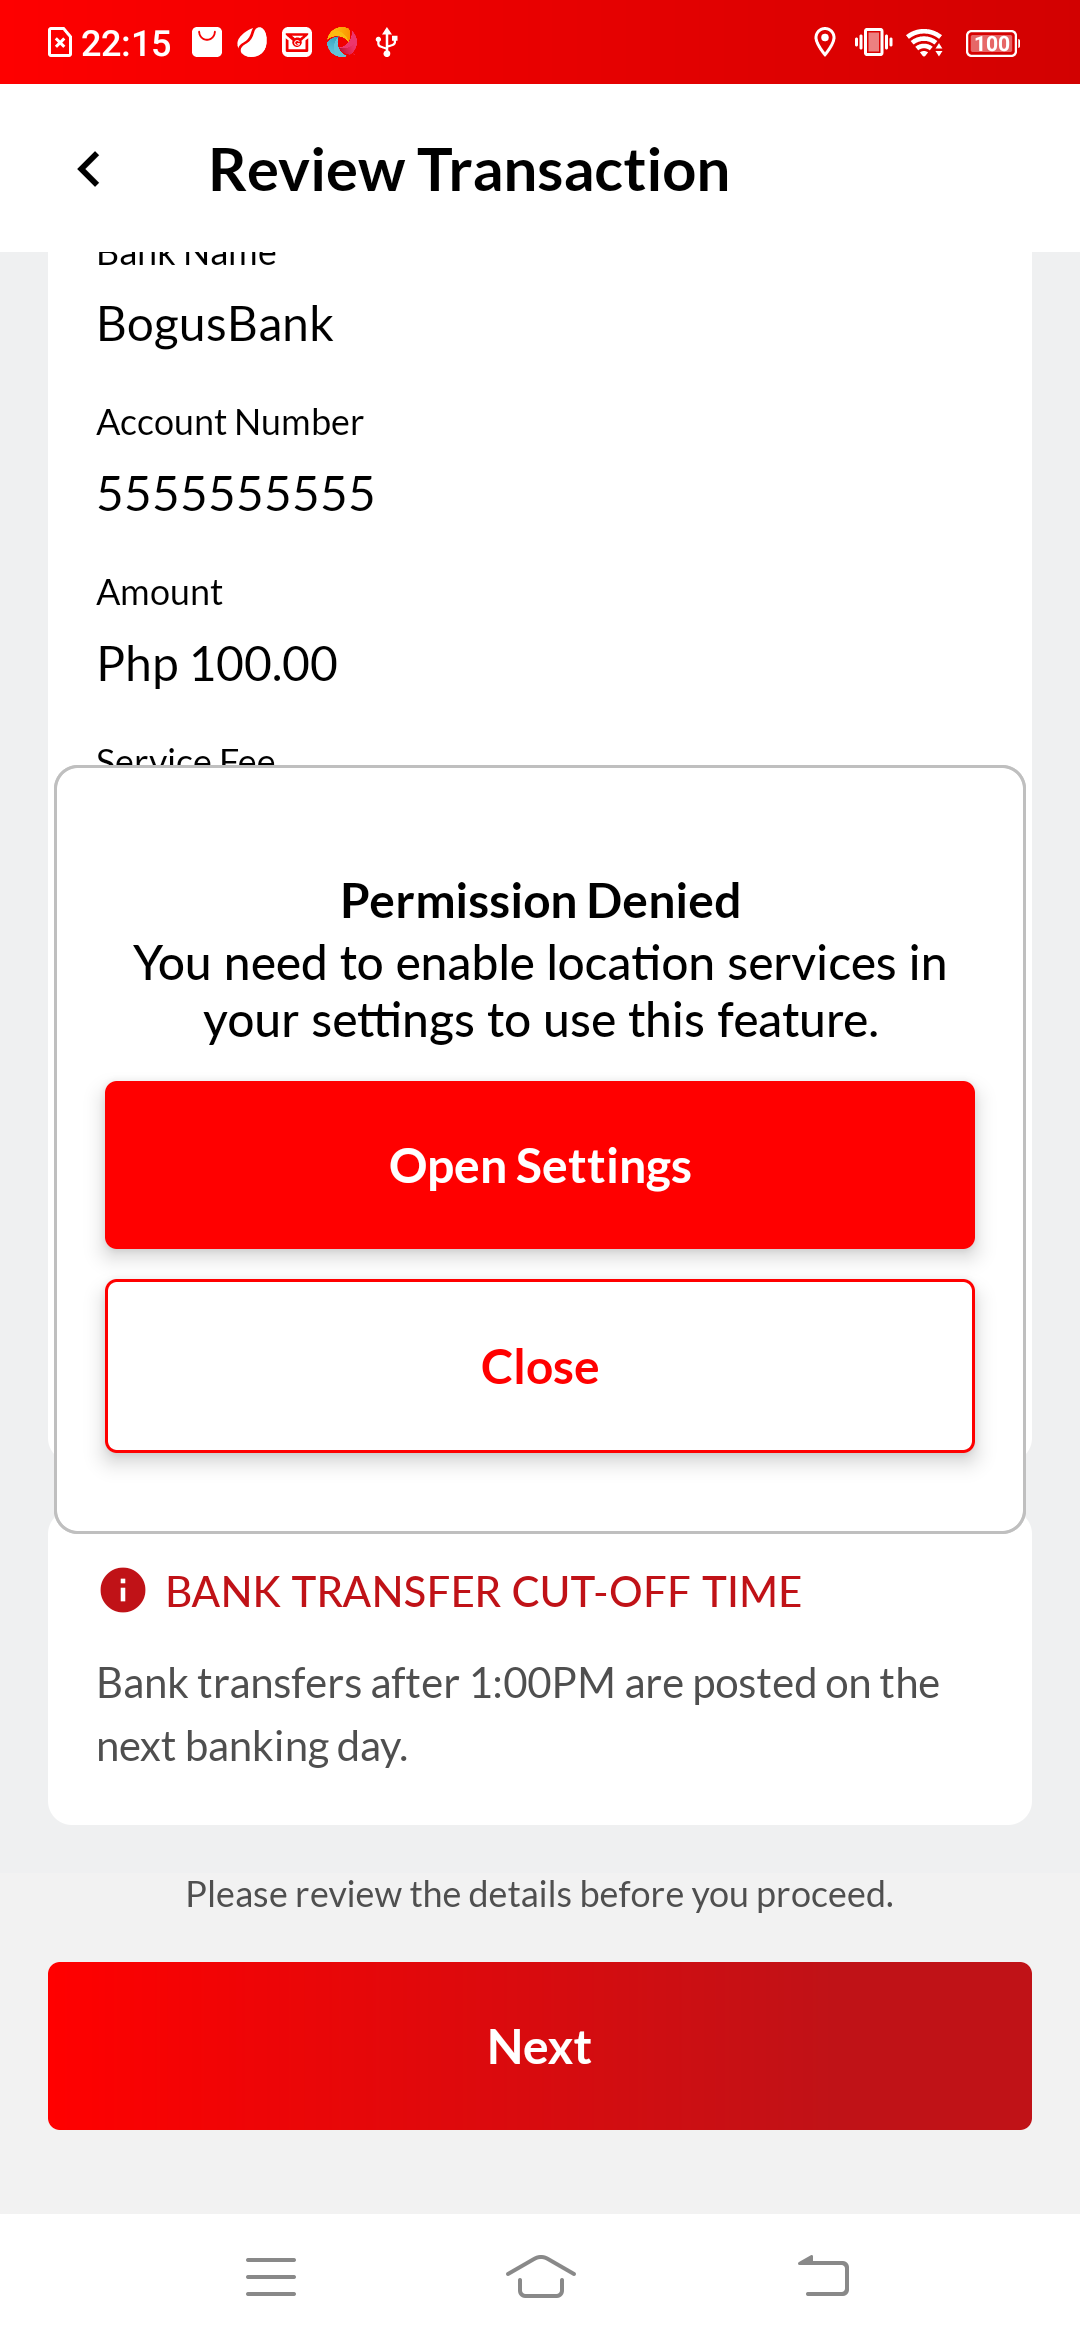 22:15
100
Review Transaction
Bank Name
BogusBank
Account Number
5555555555
Amount
Php 100.00
Service Fee
Permission Denied
You need to enable location services in
your settings to use this feature.
Open Settings
Close
BANK TRANSFER CUT-OFF TIME
Bank transfers after 1:00PM are posted on the
next banking day.
Please review the details before you proceed.
Next